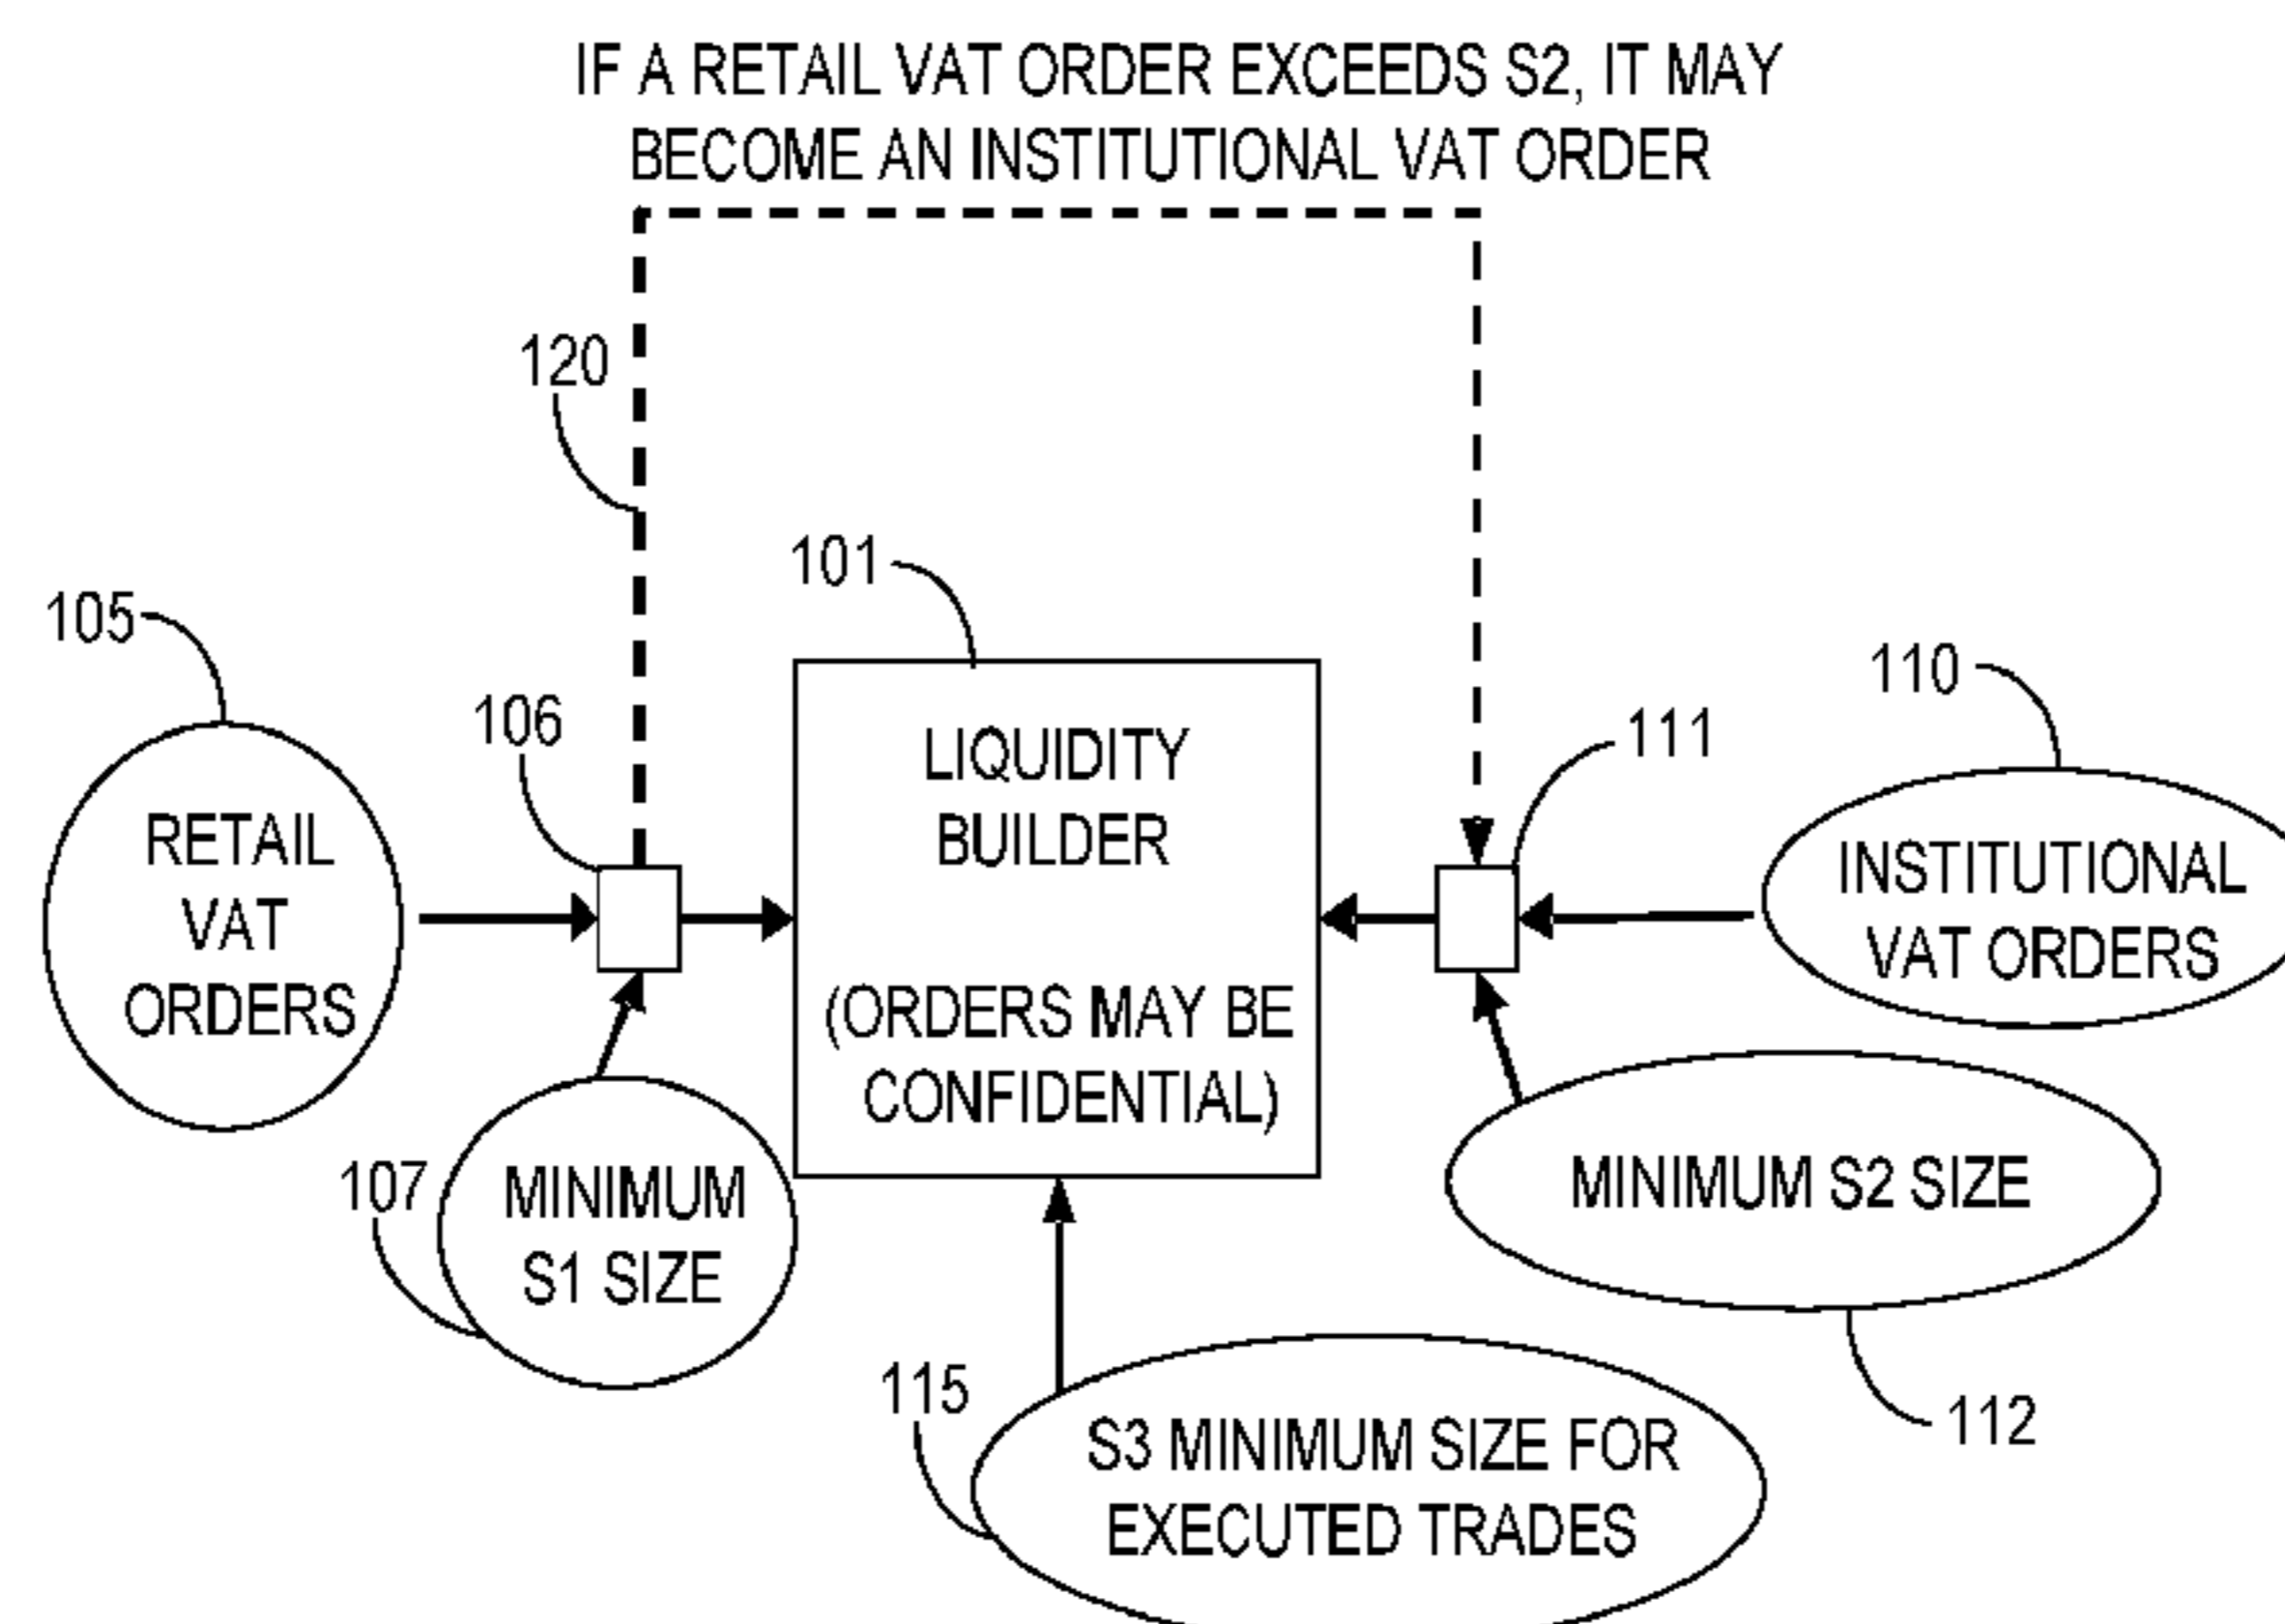 IF A RETAIL VAT ORDER EXCEEDS S2, IT MAY
BECOME AN INSTITUTIONAL VAT ORDER
120
101
105
110
106
111
LIQUIDITY
BUILDER
(ORDERS MAY BE
CONFIDENTIAL)
RETAIL
VAT
ORDERS
INSTITUTIONAL
VAT ORDERS
107
MINIMUM
S1 SIZE
MINIMUM S2 SIZE
115
112
S3 MINIMUM SIZE FOR
EXECUTED TRADES